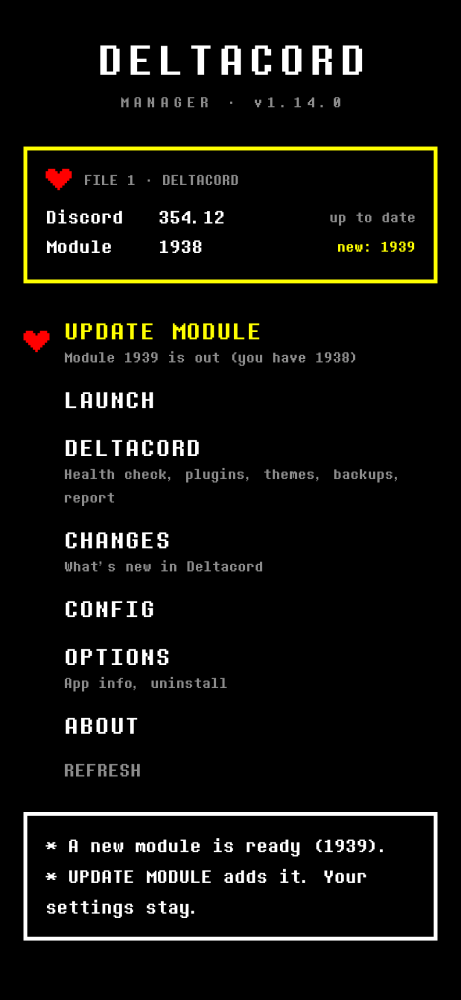 DELTACORD
MANAGER · v1.14.0
FILE 1 · DELTACORD
Discord 354.12 up to date
Module 1938 new: 1939
UPDATE MODULE
Module 1939 is out (you have 1938)
LAUNCH
DELTACORD
Health check, plugins, themes, backups,
report
CHANGES
What's new in Deltacord
CONFIG
OPTIONS
App info, uninstall
ABOUT
REFRESH
* A new module is ready (1939).
* UPDATE MODULE adds it. Your
settings stay.